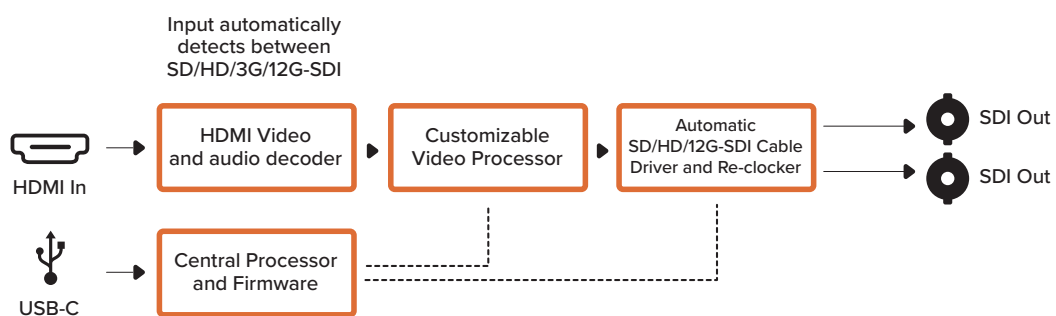 Input automatically
detects between
SD/HD/3G/12G-SDI
HDMI In
HDMI Video
and audio decoder
Customizable
Video Processor
Automatic
SD/HD/12G-SDI Cable
Driver and Re-clocker
SDI Out
SDI Out
USB-C
Central Processor
and Firmware